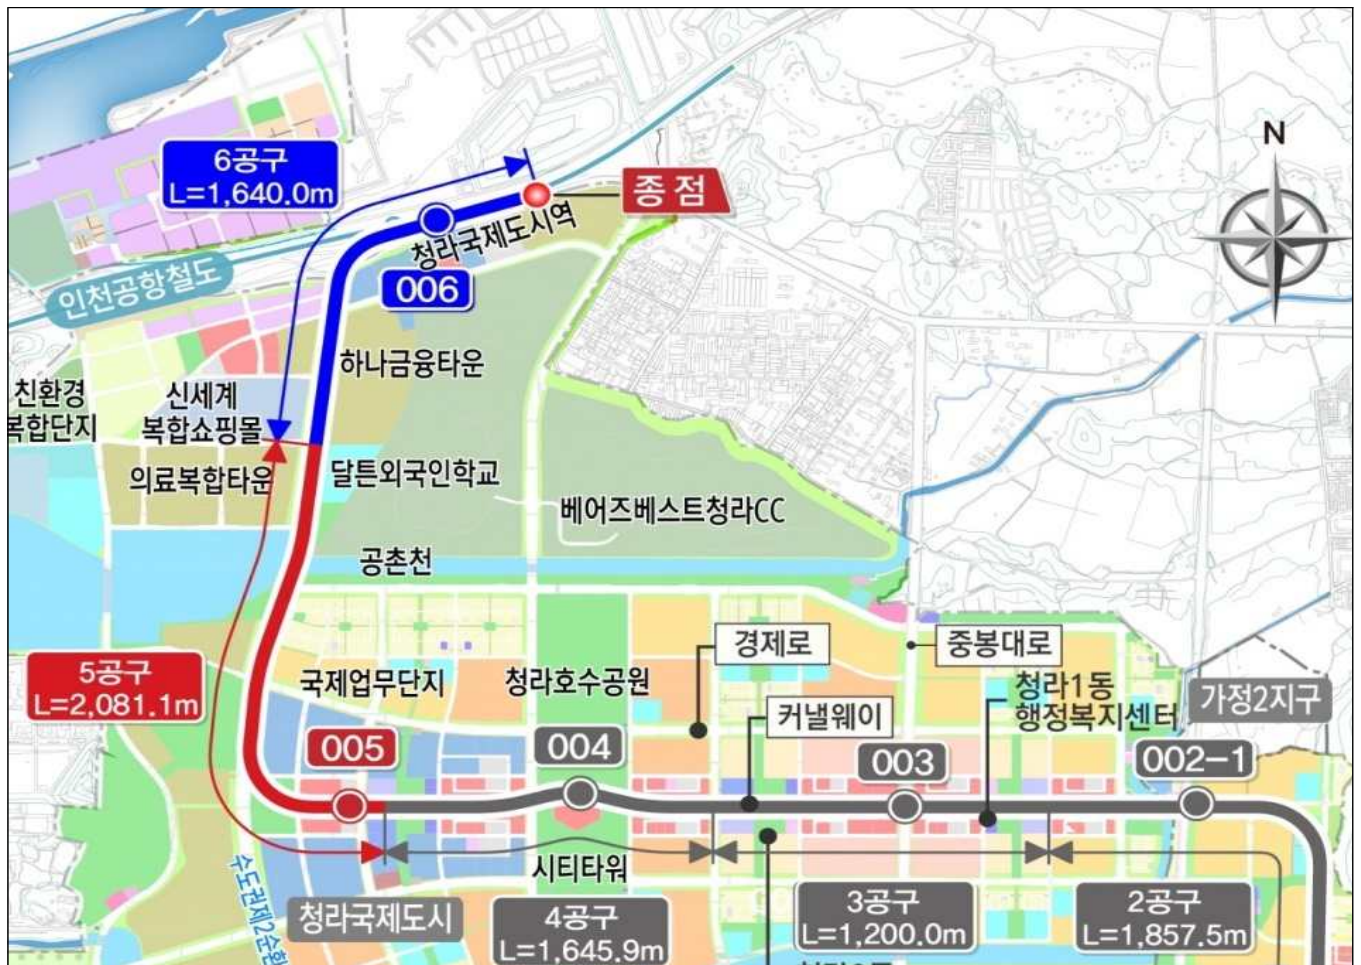 N
6공구
L=1,640.0m
종점
청라국제도시역
006
인천공항철도
하나금융타운
친환경
복합단지
신세계
복합쇼핑몰
의료복합타운
달튼외국인학교
베어즈베스트청라CC
공촌천
경제로
중봉대로
5공구
L=2,081.1m
국제업무단지
청라호수공원
청라1동
행정복지센터
가정2지구
커낼웨이
005
004
003
002-1
시티타워
수도권제2순환
청라국제도시
4공구
L=1,645.9m
3공구
L=1,200.0m
2공구
L=1,857.5m